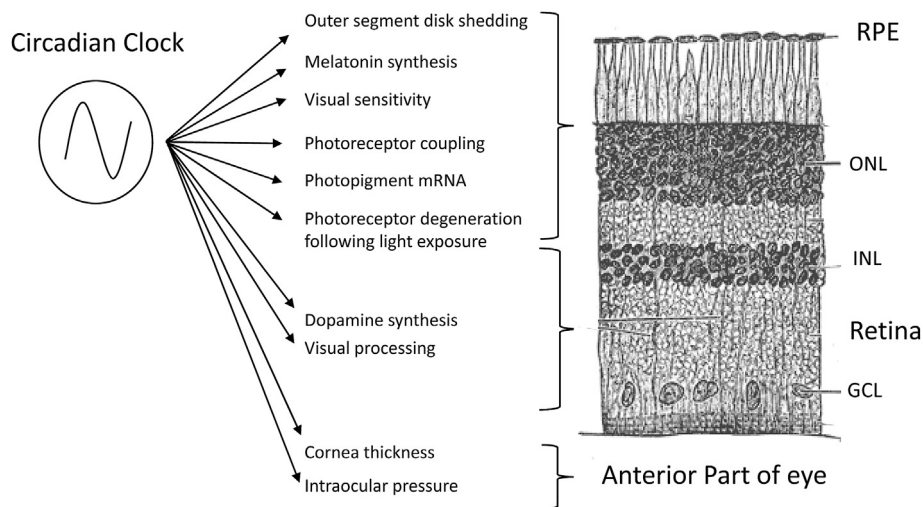 Circadian Clock
Outer segment disk shedding
Melatonin synthesis
Visual sensitivity
Photoreceptor coupling
Photopigment mRNA
Photoreceptor degeneration
following light exposure
Dopamine synthesis
Visual processing
Cornea thickness
Intraocular pressure
RPE
ONL
INL
Retina
GCL
Anterior Part of eye